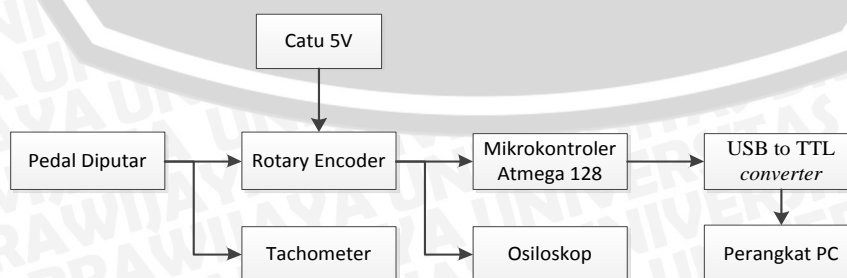 Catu 5V
Pedal Diputar
Rotary Encoder
Mikrokontroler
Atmega 128
USB to TTL
converter
Tachometer
Osiloskop
Perangkat PC